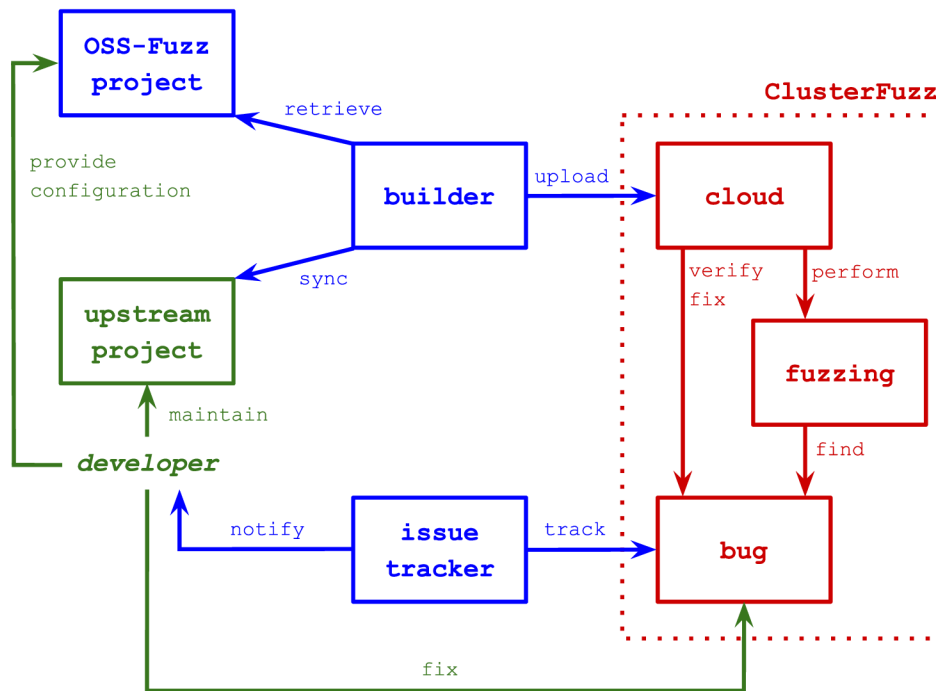 OSS-Fuzz
project
ClusterFuzz
retrieve
provide
configuration
builder
upload
cloud
sync
verify
fix
perform
upstream
project
fuzzing
maintain
developer
find
notify
issue
tracker
track
bug
fix